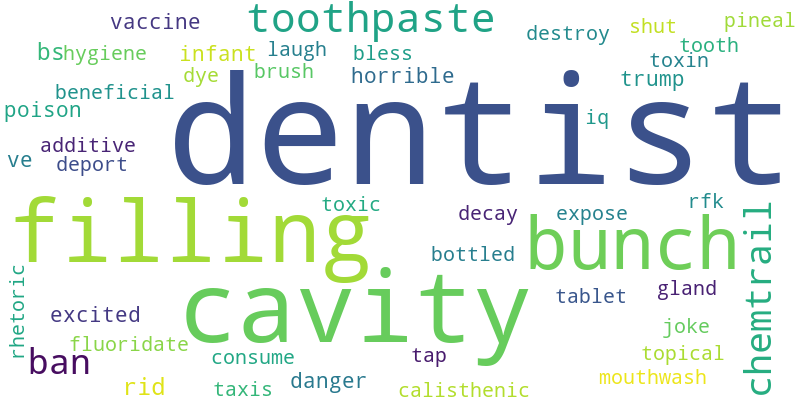 toothpaste
vaccine
pineal
shut
destroy
bs
hygiene
infant
laugh
bless
tooth
toxin
dye
brush
horrible
trump
beneficial
poison
dentist
iq
additive
ve
deport
filling
toxic
decay
expose
rfk
chemtrail
bunch
bottled
cavity
rhetoric
excited
tablet
gland
joke
fluoridate
ban
consume
tap
topical
rid
taxis
danger
calisthenic
mouthwash